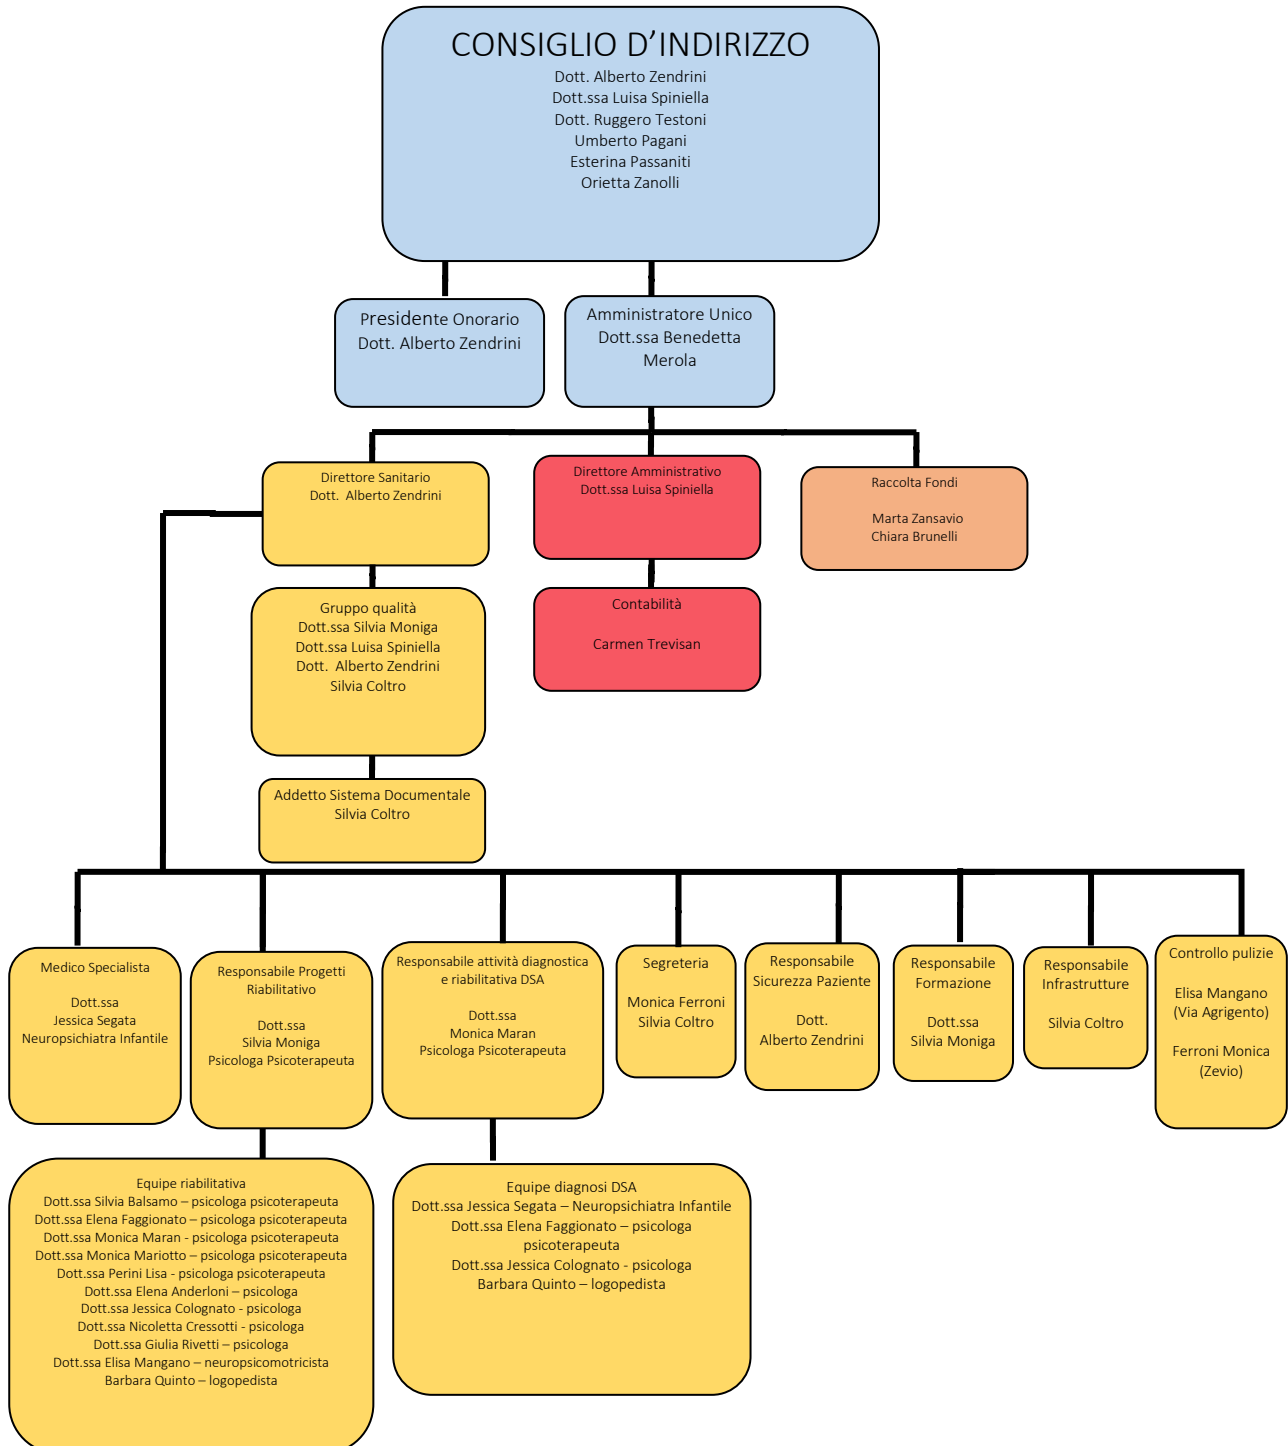 CONSIGLIO D’INDIRIZZO
Dott. Alberto Zendrini
Dott.ssa Luisa Spiniella
Dott. Ruggero Testoni
Umberto Pagani
Esterina Passaniti
Orietta Zanolli
Presidente Onorario
Dott. Alberto Zendrini
Amministratore Unico
Dott.ssa Benedetta
Merola
Direttore Sanitario
Dott. Alberto Zendrini
Direttore Amministrativo
Dott.ssa Luisa Spiniella
Raccolta Fondi
Marta Zansavio
Chiara Brunelli
Gruppo qualità
Dott.ssa Silvia Moniga
Dott.ssa Luisa Spiniella
Dott. Alberto Zendrini
Silvia Coltro
Contabilità
Carmen Trevisan
Addetto Sistema Documentale
Silvia Coltro
Medico Specialista
Dott.ssa
Jessica Segata
Neuropsichiatra Infantile
Responsabile Progetti
Riabilitativo
Dott.ssa
Silvia Moniga
Psicologa Psicoterapeuta
Responsabile attività diagnostica
e riabilitativa DSA
Dott.ssa
Monica Maran
Psicologa Psicoterapeuta
Segreteria
Monica Ferroni
Silvia Coltro
Responsabile
Sicurezza Paziente
Dott.
Alberto Zendrini
Responsabile
Formazione
Dott.ssa
Silvia Moniga
Responsabile
Infrastrutture
Silvia Coltro
Controllo pulizie
Elisa Mangano
(Via Agrigento)
Ferroni Monica
(Zevio)
Equipe riabilitativa
Dott.ssa Silvia Balsamo – psicologa psicoterapeuta
Dott.ssa Elena Faggionato – psicologa psicoterapeuta
Dott.ssa Monica Maran - psicologa psicoterapeuta
Dott.ssa Monica Mariotto – psicologa psicoterapeuta
Dott.ssa Perini Lisa - psicologa psicoterapeuta
Dott.ssa Elena Anderloni – psicologa
Dott.ssa Jessica Colognato - psicologa
Dott.ssa Nicoletta Cressotti - psicologa
Dott.ssa Giulia Rivetti – psicologa
Dott.ssa Elisa Mangano – neuropsicomotricista
Barbara Quinto – logopedista
Equipe diagnosi DSA
Dott.ssa Jessica Segata – Neuropsichiatra Infantile
Dott.ssa Elena Faggionato – psicologa
psicoterapeuta
Dott.ssa Jessica Colognato - psicologa
Barbara Quinto – logopedista